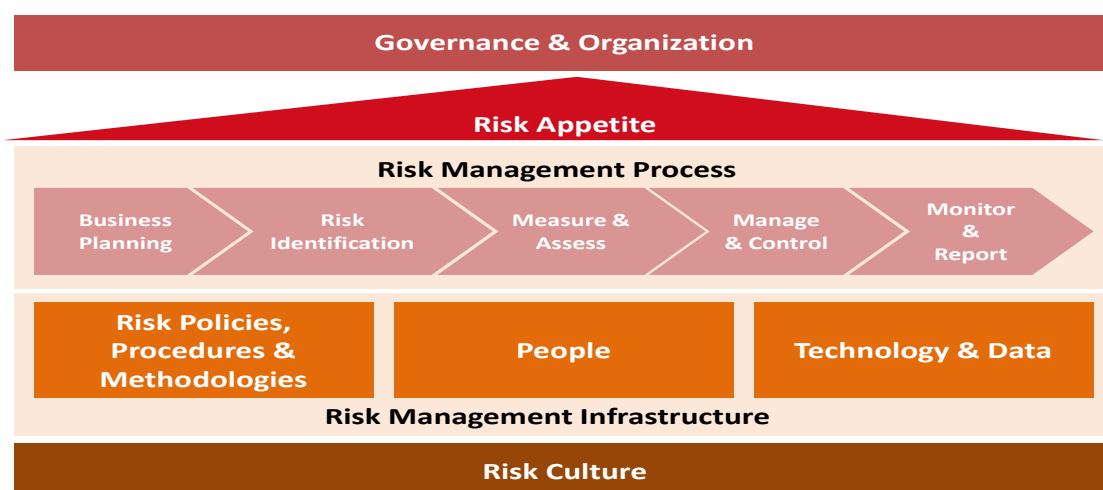 Governance & Organization
Risk Appetite
Risk Management Process
Business
Planning
Risk
Identification
Measure &
Assess
Manage
& Control
Monitor
&
Report
Risk Policies,
Procedures &
Methodologies
People
Technology & Data
Risk Management Infrastructure
Risk Culture